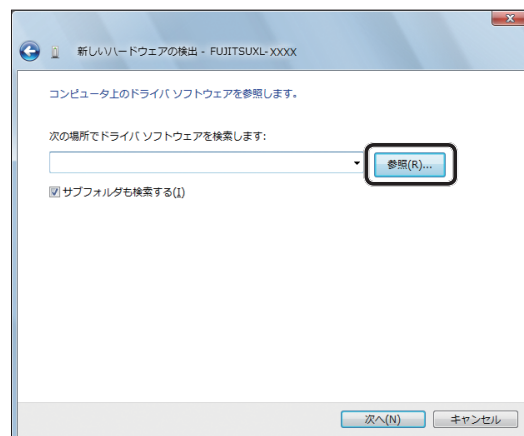 新しいハードウェアの検出 - FUJITSUXL-XXXX
コンピュータ上のドライバ ソフトウェアを参照します。
次の場所でドライバ ソフトウェアを検索します:
参照(R)...
サブフォルダも検索する(I)
次へ(N) キャンセル